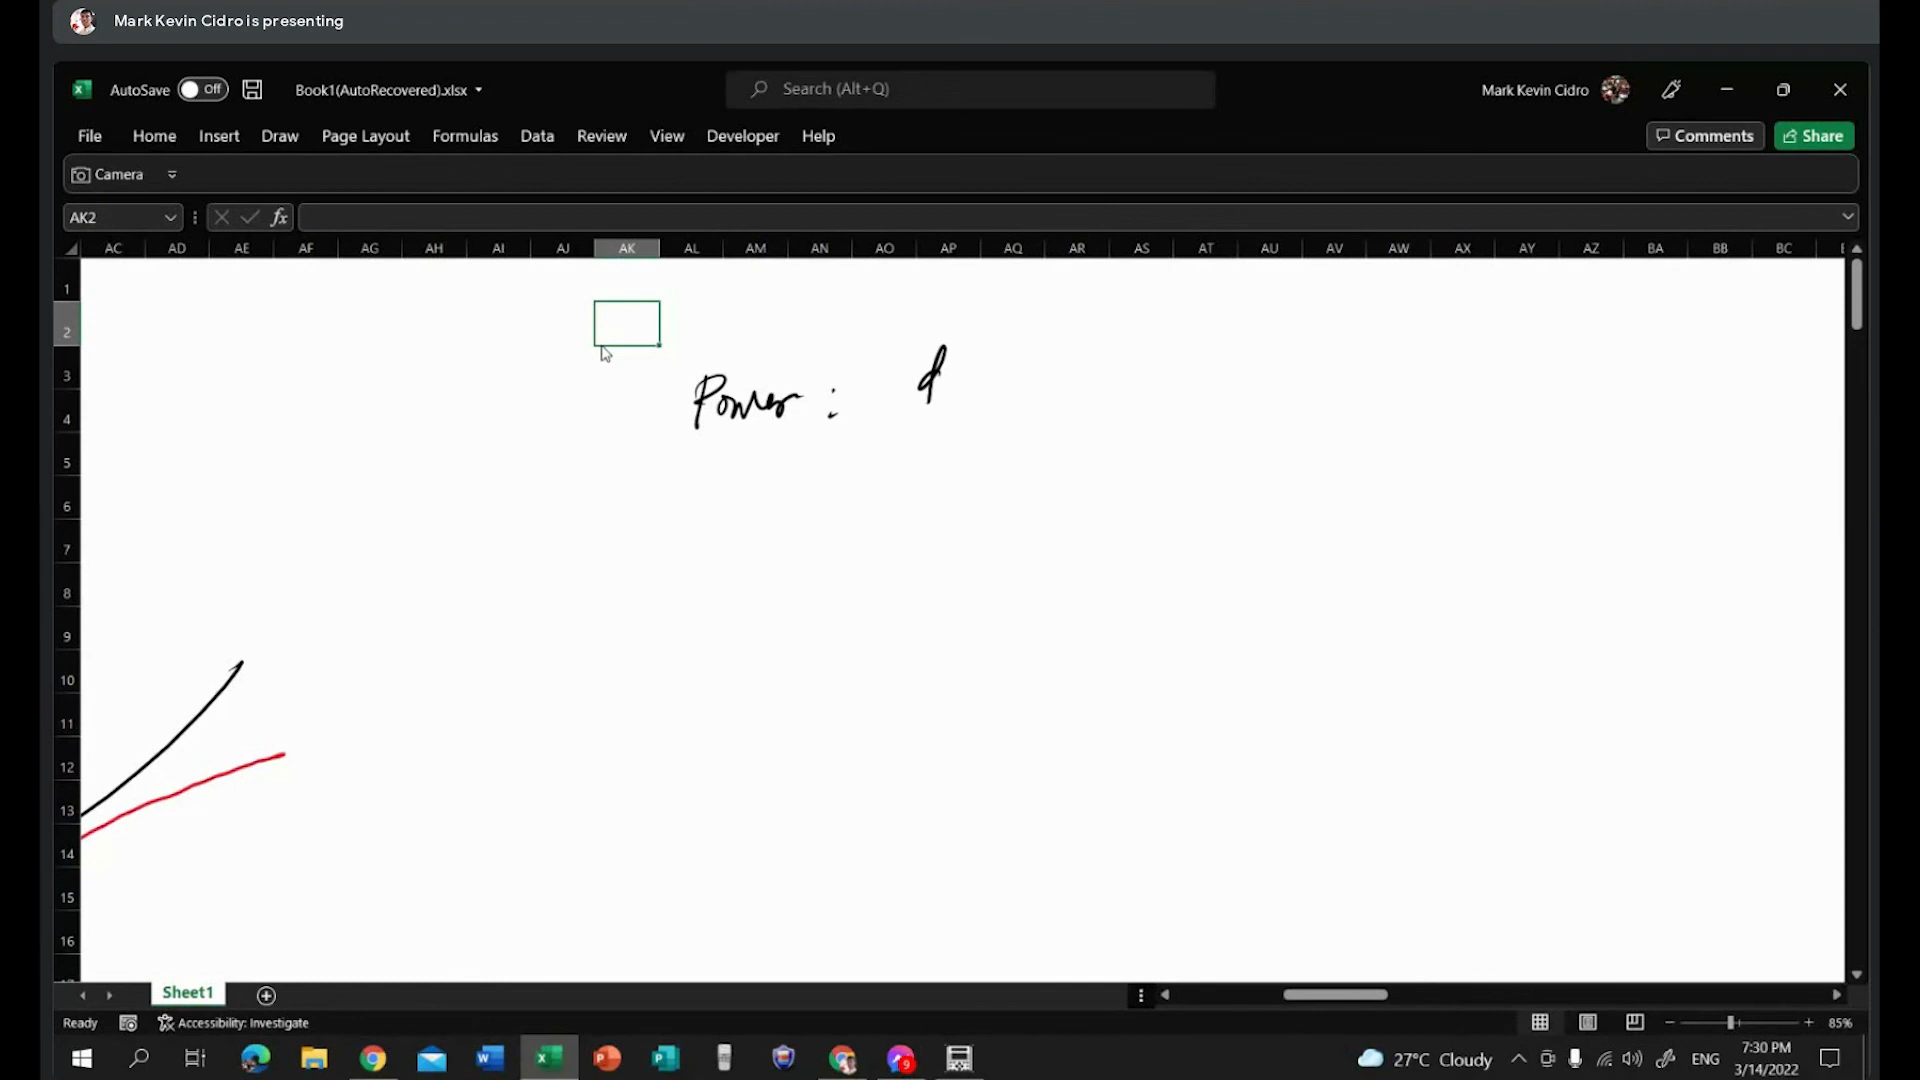 Mark Kevin Cidro is presenting
AutoSave Off Book1(AutoRecovered).xlsx Search (Alt+Q) Mark Kevin Cidro
File Home Insert Draw Page Layout Formulas Data Review View Developer Help Comments Share
Camera
AK2 fx
AC AD AE AF AG AH AI AJ AK AL AM AN AO AP AQ AR AS AT AU AV AW AX AY AZ BA BB BC
1
2
3
Power :
4
5
6
7
8
9
10
11
12
13
14
15
16
Sheet1
Ready Accessibility: Investigate 85%
9 27°C Cloudy ENG 7:30 PM
3/14/2022